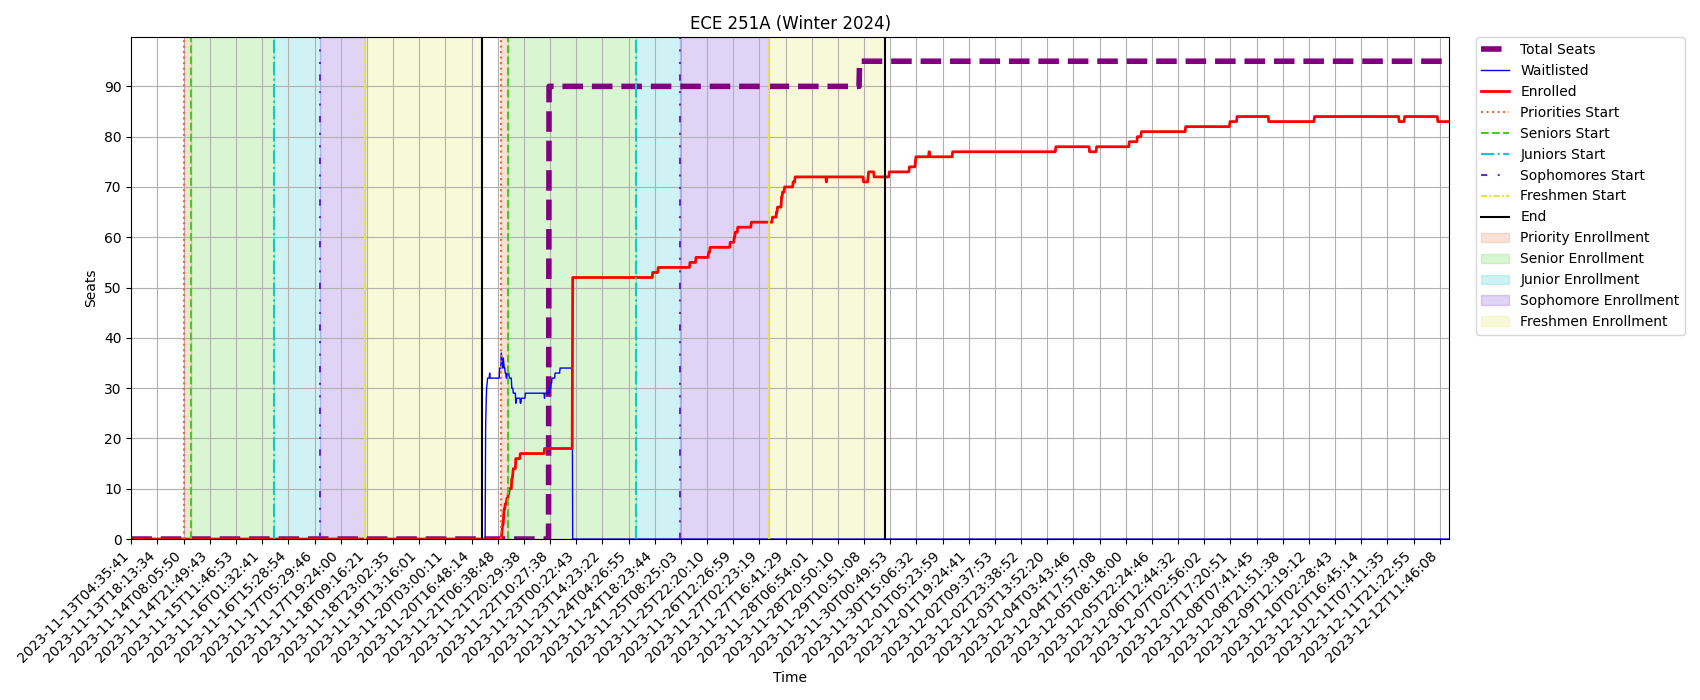 ECE 251A (Winter 2024)
Seats
90
80
70
60
50
40
30
20
10
0
2023-11-13T04:35:41
2023-11-13T18:13:34
2023-11-14T08:05:50
2023-11-14T21:49:43
2023-11-15T11:46:53
2023-11-16T01:32:41
2023-11-16T15:28:54
2023-11-17T05:29:46
2023-11-17T19:24:00
2023-11-18T09:16:21
2023-11-18T23:02:35
2023-11-19T13:16:01
2023-11-20T03:00:11
2023-11-20T16:48:14
2023-11-21T06:38:48
2023-11-21T20:29:38
2023-11-22T10:27:38
2023-11-23T00:22:43
2023-11-23T14:23:22
2023-11-24T04:26:55
2023-11-24T18:23:44
2023-11-25T08:25:03
2023-11-25T22:20:10
2023-11-26T12:26:59
2023-11-27T02:23:19
2023-11-27T16:41:29
2023-11-28T06:54:01
2023-11-28T20:50:10
2023-11-29T10:51:08
2023-11-30T00:49:53
2023-11-30T15:06:32
2023-12-01T05:23:59
2023-12-01T19:24:41
2023-12-02T09:37:53
2023-12-02T23:38:52
2023-12-03T13:52:20
2023-12-04T03:43:46
2023-12-04T17:57:08
2023-12-05T08:18:00
2023-12-05T22:24:46
2023-12-06T12:44:32
2023-12-07T02:56:02
2023-12-07T17:20:51
2023-12-08T07:41:45
2023-12-08T21:51:38
2023-12-09T12:19:12
2023-12-10T02:28:43
2023-12-10T16:45:14
2023-12-11T07:11:35
2023-12-11T21:22:55
2023-12-12T11:46:08
Time
Total Seats
Waitlisted
Enrolled
Priorities Start
Seniors Start
Juniors Start
Sophomores Start
Freshmen Start
End
Priority Enrollment
Senior Enrollment
Junior Enrollment
Sophomore Enrollment
Freshmen Enrollment